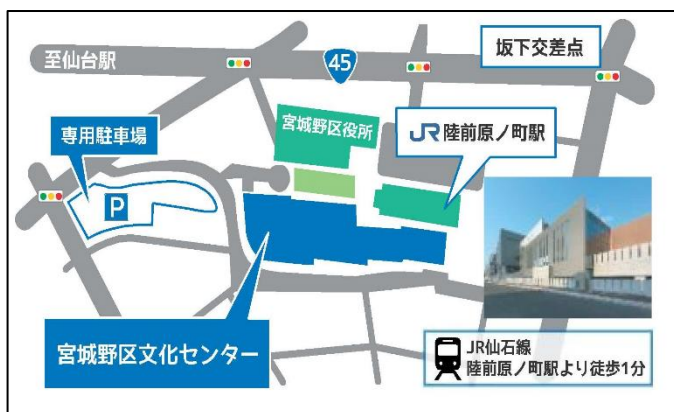 至仙台駅
45
坂下交差点
宮城野区役所
JR陸前原ノ町駅
専用駐車場
P
宮城野区文化センター
JR仙石線
陸前原ノ町駅より徒歩1分